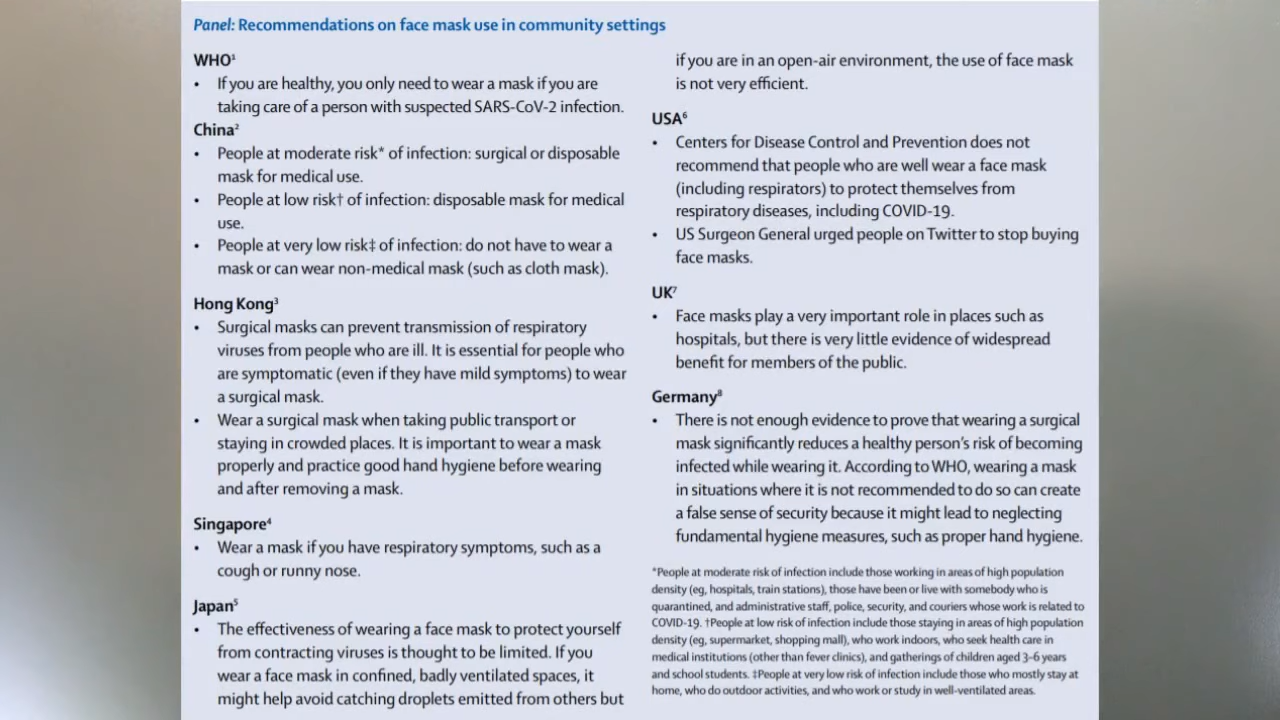 Panel: Recommendations on face mask use in community settings
WHO¹
• If you are healthy, you only need to wear a mask if you are
taking care of a person with suspected SARS-CoV-2 infection.
China²
• People at moderate risk* of infection: surgical or disposable
mask for medical use.
• People at low risk† of infection: disposable mask for medical
use.
• People at very low risk‡ of infection: do not have to wear a
mask or can wear non-medical mask (such as cloth mask).
Hong Kong³
• Surgical masks can prevent transmission of respiratory
viruses from people who are ill. It is essential for people who
are symptomatic (even if they have mild symptoms) to wear
a surgical mask.
• Wear a surgical mask when taking public transport or
staying in crowded places. It is important to wear a mask
properly and practice good hand hygiene before wearing
and after removing a mask.
Singapore⁴
• Wear a mask if you have respiratory symptoms, such as a
cough or runny nose.
Japan⁵
• The effectiveness of wearing a face mask to protect yourself
from contracting viruses is thought to be limited. If you
wear a face mask in confined, badly ventilated spaces, it
might help avoid catching droplets emitted from others but
if you are in an open-air environment, the use of face mask
is not very efficient.
USA⁶
• Centers for Disease Control and Prevention does not
recommend that people who are well wear a face mask
(including respirators) to protect themselves from
respiratory diseases, including COVID-19.
• US Surgeon General urged people on Twitter to stop buying
face masks.
UK⁷
• Face masks play a very important role in places such as
hospitals, but there is very little evidence of widespread
benefit for members of the public.
Germany⁸
• There is not enough evidence to prove that wearing a surgical
mask significantly reduces a healthy person's risk of becoming
infected while wearing it. According to WHO, wearing a mask
in situations where it is not recommended to do so can create
a false sense of security because it might lead to neglecting
fundamental hygiene measures, such as proper hand hygiene.
*People at moderate risk of infection include those working in areas of high population
density (eg, hospitals, train stations), those have been or live with somebody who is
quarantined, and administrative staff, police, security, and couriers whose work is related to
COVID-19. †People at low risk of infection include those staying in areas of high population
density (eg, supermarket, shopping mall), who work indoors, who seek health care in
medical institutions (other than fever clinics), and gatherings of children aged 3–6 years
and school students. ‡People at very low risk of infection include those who mostly stay at
home, who do outdoor activities, and who work or study in well-ventilated areas.